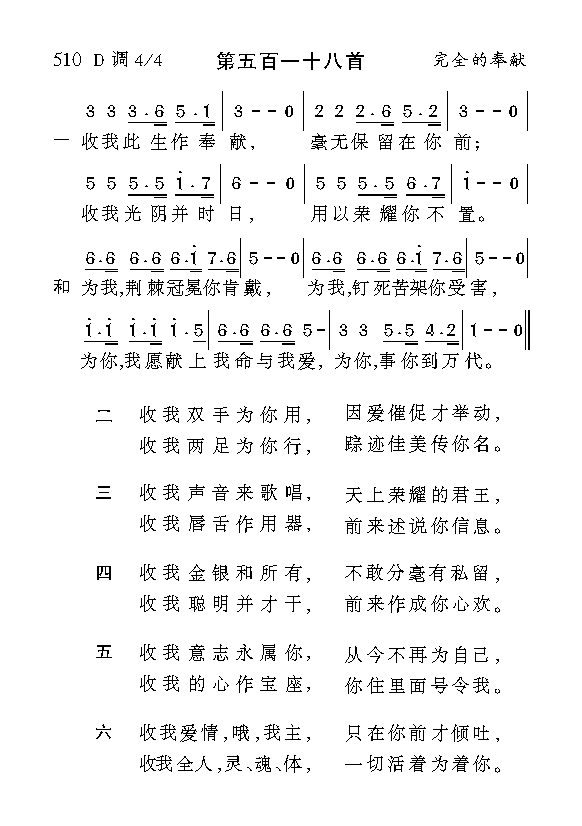 510 D 调 4/4 第五百一十八首 完全的奉献
3 3 3·6 5·1 | 3 - - 0 | 2 2 2·6 5·2 | 3 - - 0 |
一 收我此生作奉献， 毫无保留在你前；
5 5 5·5 i·7 | 6 - - 0 | 5 5 5·5 6·7 | i - - 0 |
收我光阴并时日， 用以荣耀你不置。
6·6 6·6 6·i 7·6 | 5 - - 0 | 6·6 6·6 6·i 7·6 | 5 - - 0 |
和 为我,荆棘冠冕你肯戴， 为我,钉死苦架你受害，
i·i i·i i·5 | 6·6 6·6 5 - | 3 3 5·5 4·2 | 1 - - 0 ‖
为你,我愿献上我命与我爱, 为你,事你到万代。
二 收我双手为你用， 因爱催促才举动，
收我两足为你行， 踪迹佳美传你名。
三 收我声音来歌唱， 天上荣耀的君王，
收我唇舌作用器， 前来述说你信息。
四 收我金银和所有， 不敢分毫有私留，
收我聪明并才干， 前来作成你心欢。
五 收我意志永属你， 从今不再为自己，
收我的心作宝座， 你住里面号令我。
六 收我爱情,哦,我主， 只在你前才倾吐，
收我全人,灵、魂、体， 一切活着为着你。